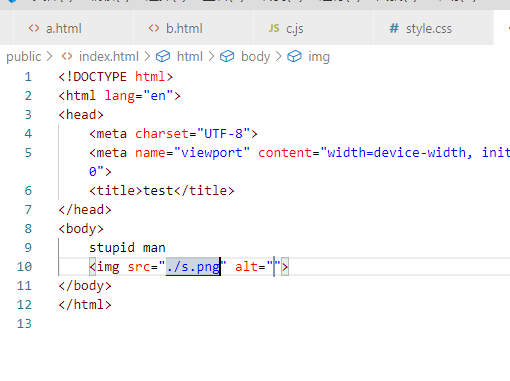 a.html b.html c.js # style.css
public > index.html > html > body > img
1 <!DOCTYPE html>
2 <html lang="en">
3 <head>
4 <meta charset="UTF-8">
5 <meta name="viewport" content="width=device-width, init
0">
6 <title>test</title>
7 </head>
8 <body>
9 stupid man
10 <img src="./s.png" alt="">
11 </body>
12 </html>
13